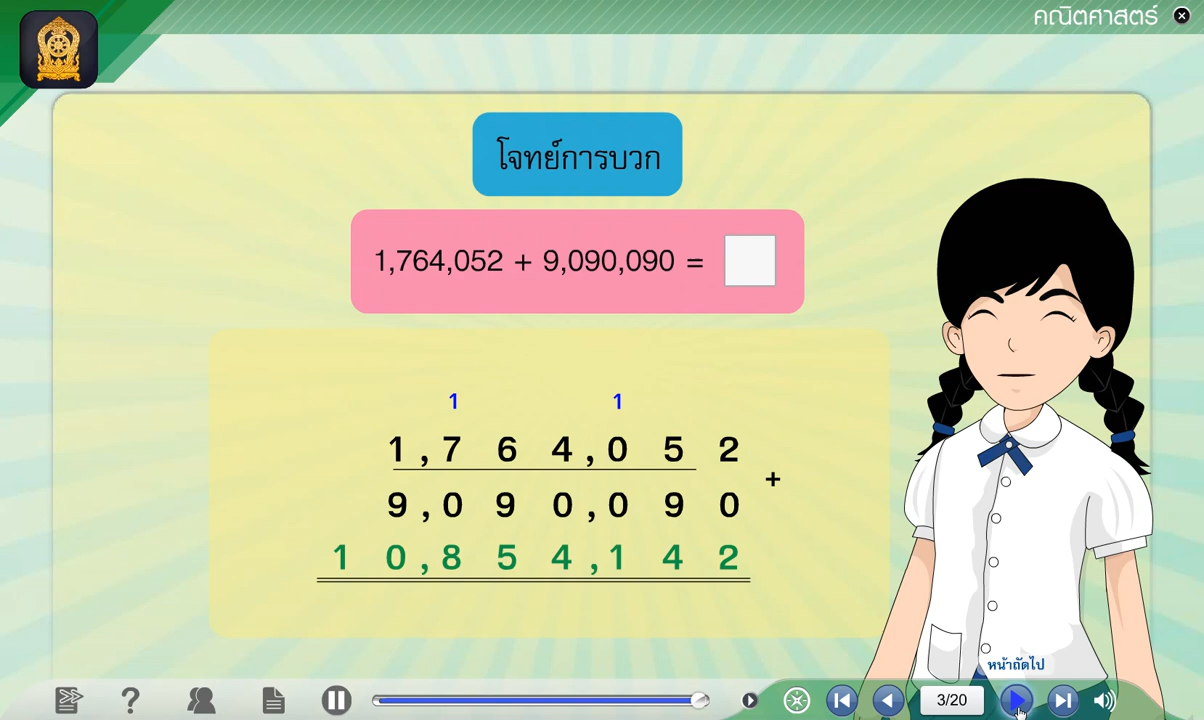 คณิตศาสตร์
โจทย์การบวก
1,764,052 + 9,090,090 =
1 1
1,7 6 4,0 5 2
+
9,0 9 0,0 9 0
1 0,8 5 4,1 4 2
หน้าถัดไป
3/20